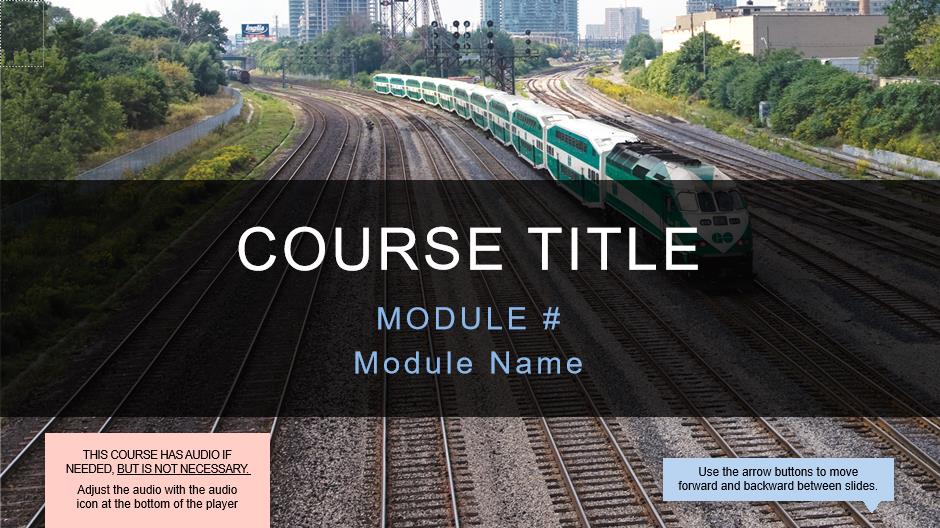 COURSE TITLE
MODULE #
Module Name
THIS COURSE HAS AUDIO IF
NEEDED, BUT IS NOT NECESSARY.
Adjust the audio with the audio
icon at the bottom of the player
Use the arrow buttons to move
forward and backward between slides.
GO